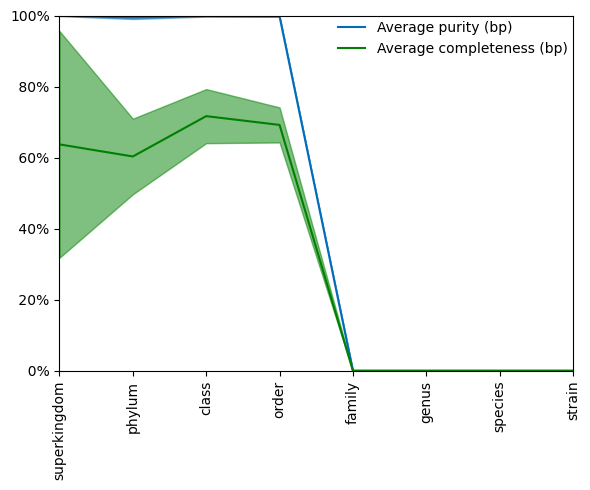 100%
80%
60%
40%
20%
0%
Average purity (bp)
Average completeness (bp)
superkingdom
phylum
class
order
family
genus
species
strain